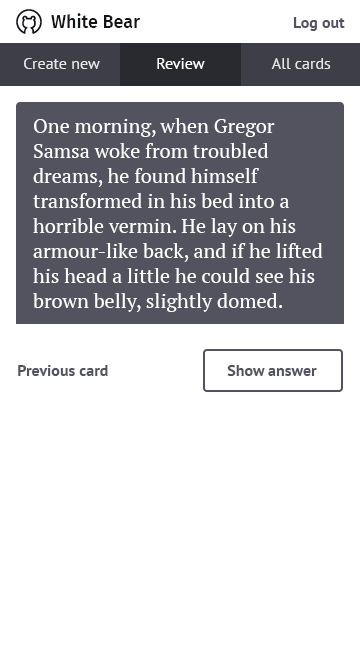 White Bear
Log out
Create new
Review
All cards
One morning, when Gregor
Samsa woke from troubled
dreams, he found himself
transformed in his bed into a
horrible vermin. He lay on his
armour-like back, and if he lifted
his head a little he could see his
brown belly, slightly domed.
Previous card
Show answer